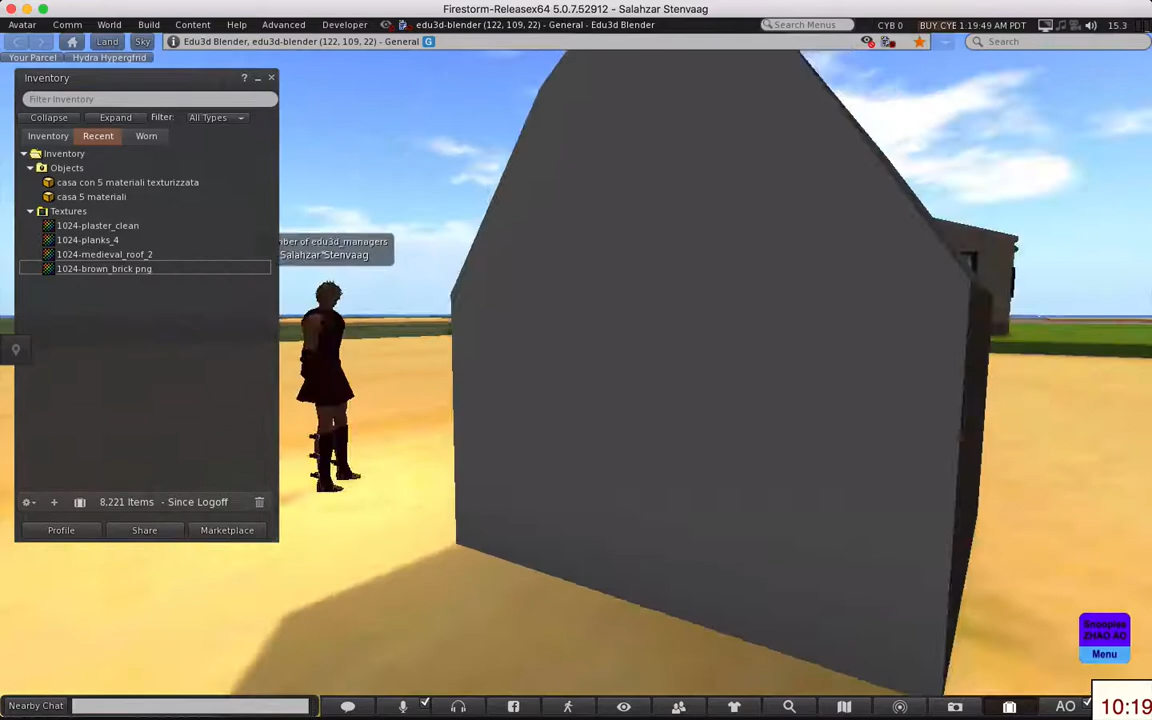 Firestorm-Releasex64 5.0.7.52912 - Salahzar Stenvaag
Avatar Comm World Build Content Help Advanced Developer edu3d-blender (122, 109, 22) - General - Edu3d Blender Search Menus CYB 0 BUY CYE 1:19:49 AM PDT 15.3
Land Sky Edu3d Blender, edu3d-blender (122, 109, 22) - General G Search
Your Parcel Hydra Hypergrind
Inventory ?
Filter Inventory
Collapse Expand Filter: All Types
Inventory Recent Worn
Inventory
Objects
casa con 5 materiali texturizzata
casa 5 materiali
Textures
1024-plaster_clean
1024-planks_4
1024-medieval_roof_2
1024-brown_brick png
8,221 Items - Since Logoff
Profile Share Marketplace
of edu3d_managers
Salahzar Stenvaag
Snoopies
ZHAO AO
Menu
Nearby Chat
AO
10:19